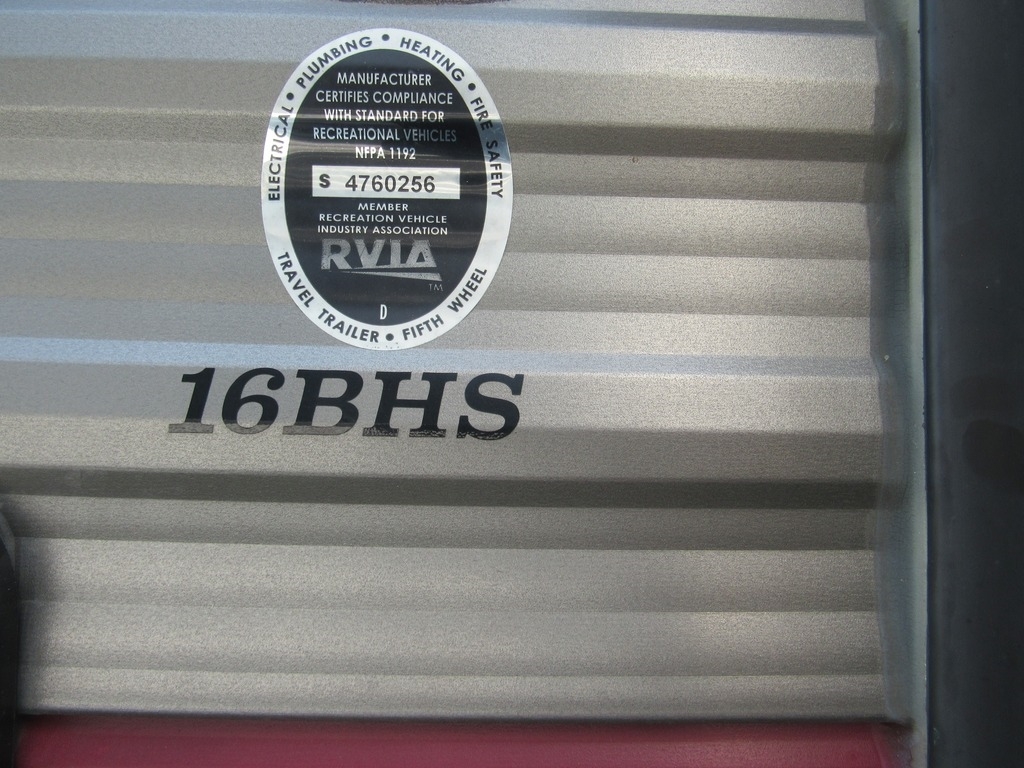 ELECTRICAL • PLUMBING • HEATING • FIRE SAFETY
MANUFACTURER
CERTIFIES COMPLIANCE
WITH STANDARD FOR
RECREATIONAL VEHICLES
NFPA 1192
S 4760256
MEMBER
RECREATION VEHICLE
INDUSTRY ASSOCIATION
RVIA
TM
D
TRAVEL TRAILER • FIFTH WHEEL
16BHS